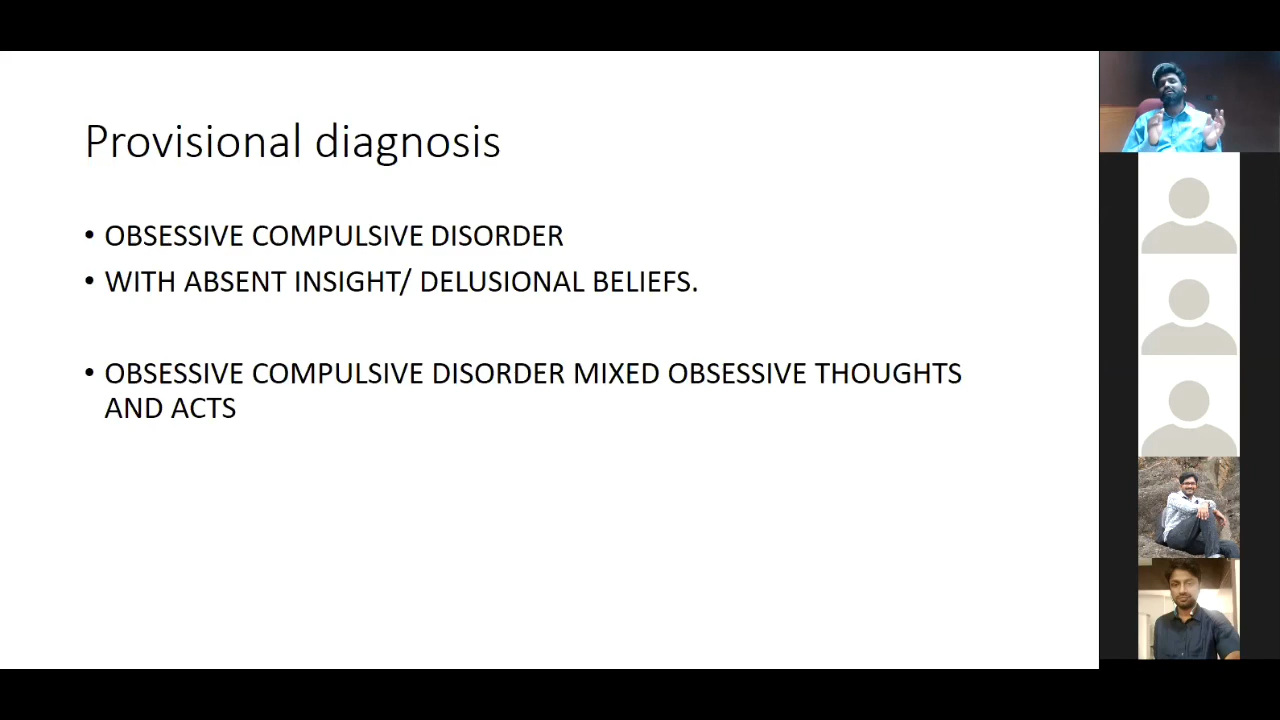 Provisional diagnosis
• OBSESSIVE COMPULSIVE DISORDER
• WITH ABSENT INSIGHT/ DELUSIONAL BELIEFS.
• OBSESSIVE COMPULSIVE DISORDER MIXED OBSESSIVE THOUGHTS
AND ACTS